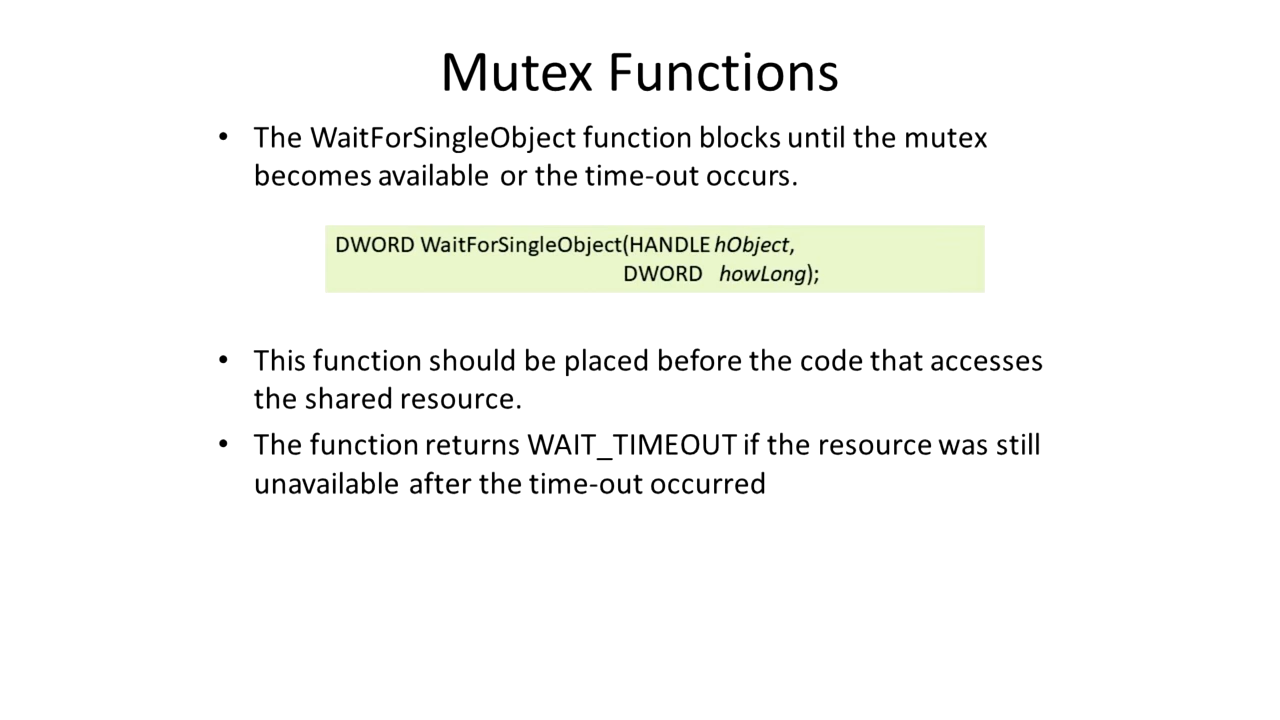 Mutex Functions
• The WaitForSingleObject function blocks until the mutex
becomes available or the time-out occurs.
DWORD WaitForSingleObject(HANDLE hObject,
DWORD howLong);
• This function should be placed before the code that accesses
the shared resource.
• The function returns WAIT_TIMEOUT if the resource was still
unavailable after the time-out occurred